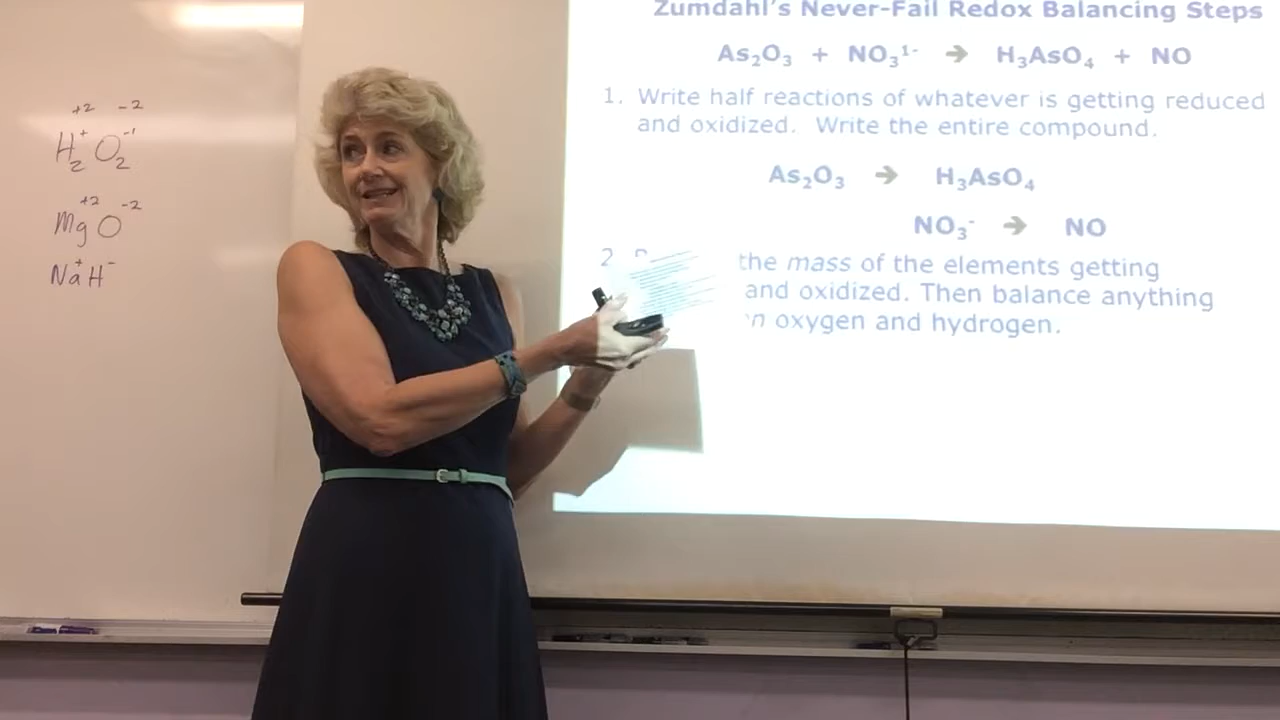 +2 -2
H₂⁺ O₂⁻¹
+2 -2
Mg O
Na⁺ H⁻
Zumdahl's Never-Fail Redox Balancing Steps
As₂O₃ + NO₃¹⁻ ➔ H₃AsO₄ + NO
1. Write half reactions of whatever is getting reduced
and oxidized. Write the entire compound.
As₂O₃ ➔ H₃AsO₄
NO₃⁻ ➔ NO
2 the mass of the elements getting
and oxidized. Then balance anything
oxygen and hydrogen.